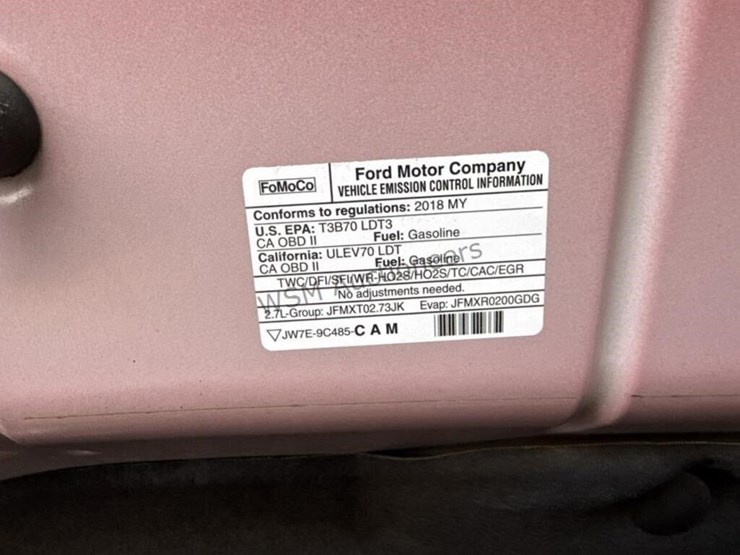 FoMoCo
Ford Motor Company
VEHICLE EMISSION CONTROL INFORMATION
Conforms to regulations: 2018 MY
U.S. EPA: T3B70 LDT3
CA OBD II Fuel: Gasoline
California: ULEV70 LDT
CA OBD II Fuel: Gasoline
TWC/DFI/SFI/WR-HO2S/HO2S/TC/CAC/EGR
No adjustments needed.
2.7L-Group: JFMXT02.73JK Evap: JFMXR0200GDG
JW7E-9C485-C A M
WSM Auctioneers